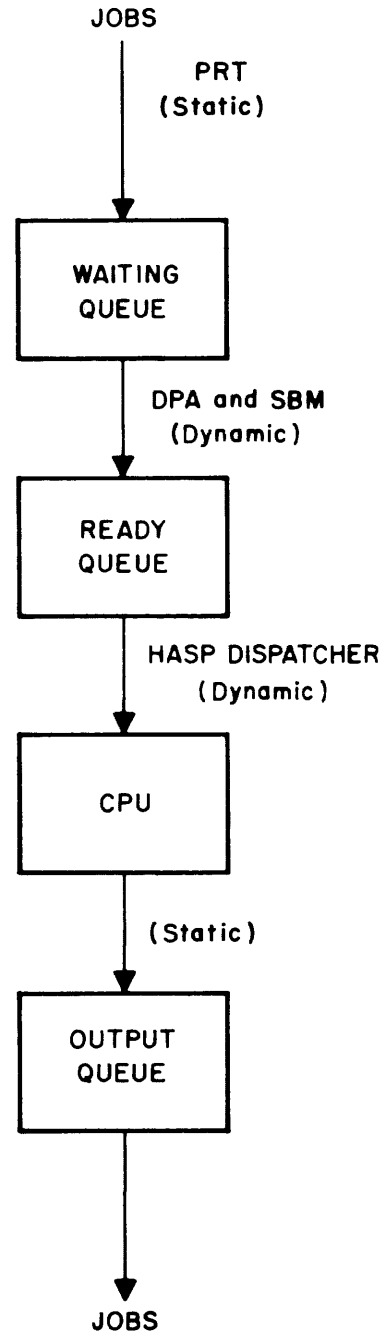 JOBS
PRT
(Static)
WAITING
QUEUE
DPA and SBM
(Dynamic)
READY
QUEUE
HASP DISPATCHER
(Dynamic)
CPU
(Static)
OUTPUT
QUEUE
JOBS